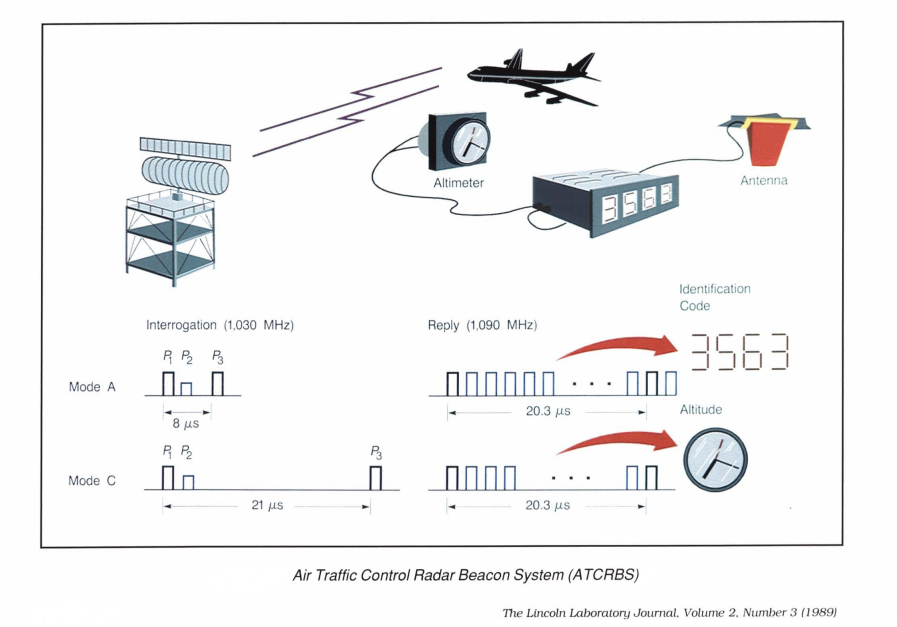 Altimeter
3563
Antenna
Identification
Code
Interrogation (1,030 MHz)
Reply (1,090 MHz)
3563
P1 P2 P3
Mode A
8 μs
20.3 μs
Altitude
P1 P2 P3
Mode C
21 μs
20.3 μs
Air Traffic Control Radar Beacon System (ATCRBS)
The Lincoln Laboratory Journal, Volume 2, Number 3 (1989)